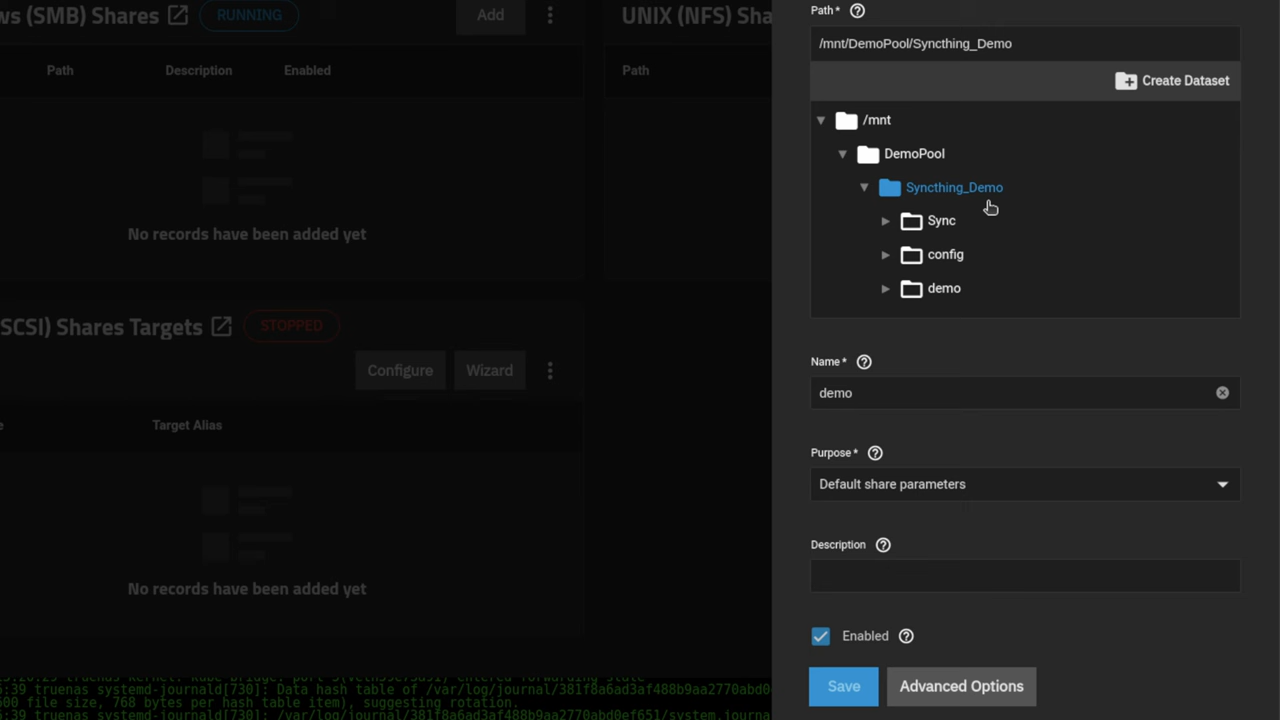 ws (SMB) Shares RUNNING Add
Path Description Enabled
No records have been added yet
UNIX (NFS) Shares
Path
SCSI) Shares Targets STOPPED
Configure Wizard
e Target Alias
No records have been added yet
:39 truenas systemd-journald[730]: Data hash table of /var/log/journal/381f8a6ad3af488b9aa2770abd0
600 file size, 768 bytes per hash table item), suggesting rotation.
:39 truenas systemd-journald[730]: /var/log/journal/381f8a6ad3af488b9aa2770abd0ef651/system.journa
Path *
/mnt/DemoPool/Syncthing_Demo
Create Dataset
/mnt
DemoPool
Syncthing_Demo
Sync
config
demo
Name *
demo
Purpose *
Default share parameters
Description
Enabled
Save Advanced Options